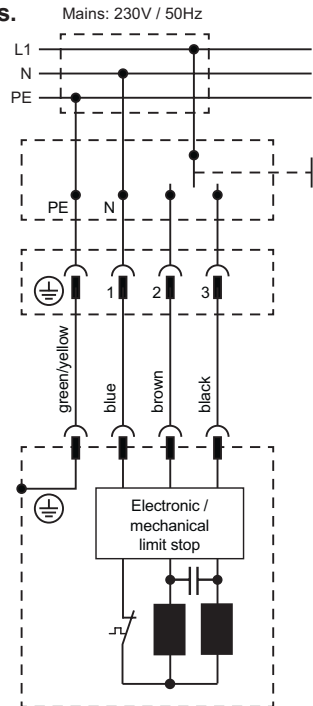 s.
Mains: 230V / 50Hz
L1
N
PE
PE N
1 2 3
green/yellow
blue
brown
black
Electronic /
mechanical
limit stop